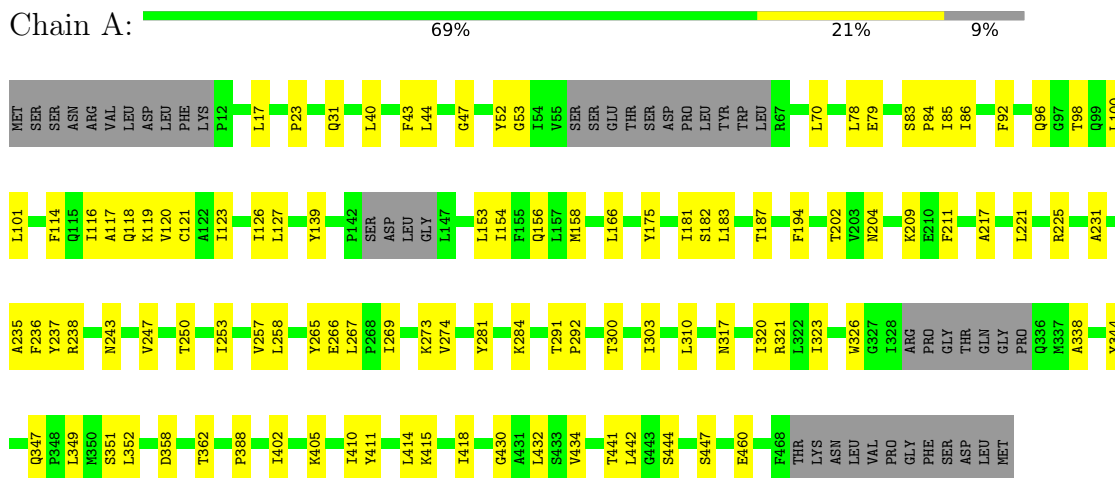 Chain A:
69% 21% 9%
MET SER SER ASN ARG VAL LEU ASP LEU PHE LYS P12 L17 P23 Q31 L40 F43 L44 G47 Y52 G53 I54 V55 SER SER GLU THR SER ASP PRO LEU TYR TRP LEU R67 L70 L78 E79 S83 P84 I85 I86 F92 Q96 G97 T98 Q99 L100
L101 F114 Q115 I116 A117 Q118 K119 V120 C121 A122 I123 I126 L127 Y139 P142 SER ASP LEU GLY L147 L153 I154 F155 Q156 L157 M158 L166 Y175 I181 S182 L183 T187 F194 T202 V203 N204 K209 E210 F211 A217 L221 R225 A231
A235 F236 Y237 R238 N243 V247 T250 I253 V257 L258 Y265 E266 L267 P268 I269 K273 V274 Y281 K284 T291 P292 T300 I303 L310 N317 I320 R321 L322 I323 W326 G327 I328 ARG PRO GLY THR GLN GLY PRO Q336 M337 A338
Q347 P348 L349 M350 S351 L352 D358 T362 P388 I402 K405 I410 Y411 L414 K415 I418 G430 A431 L432 S433 V434 T441 L442 G443 S444 S447 E460 F468 THR LYS ASN LEU VAL PRO GLY PHE SER ASP LEU MET